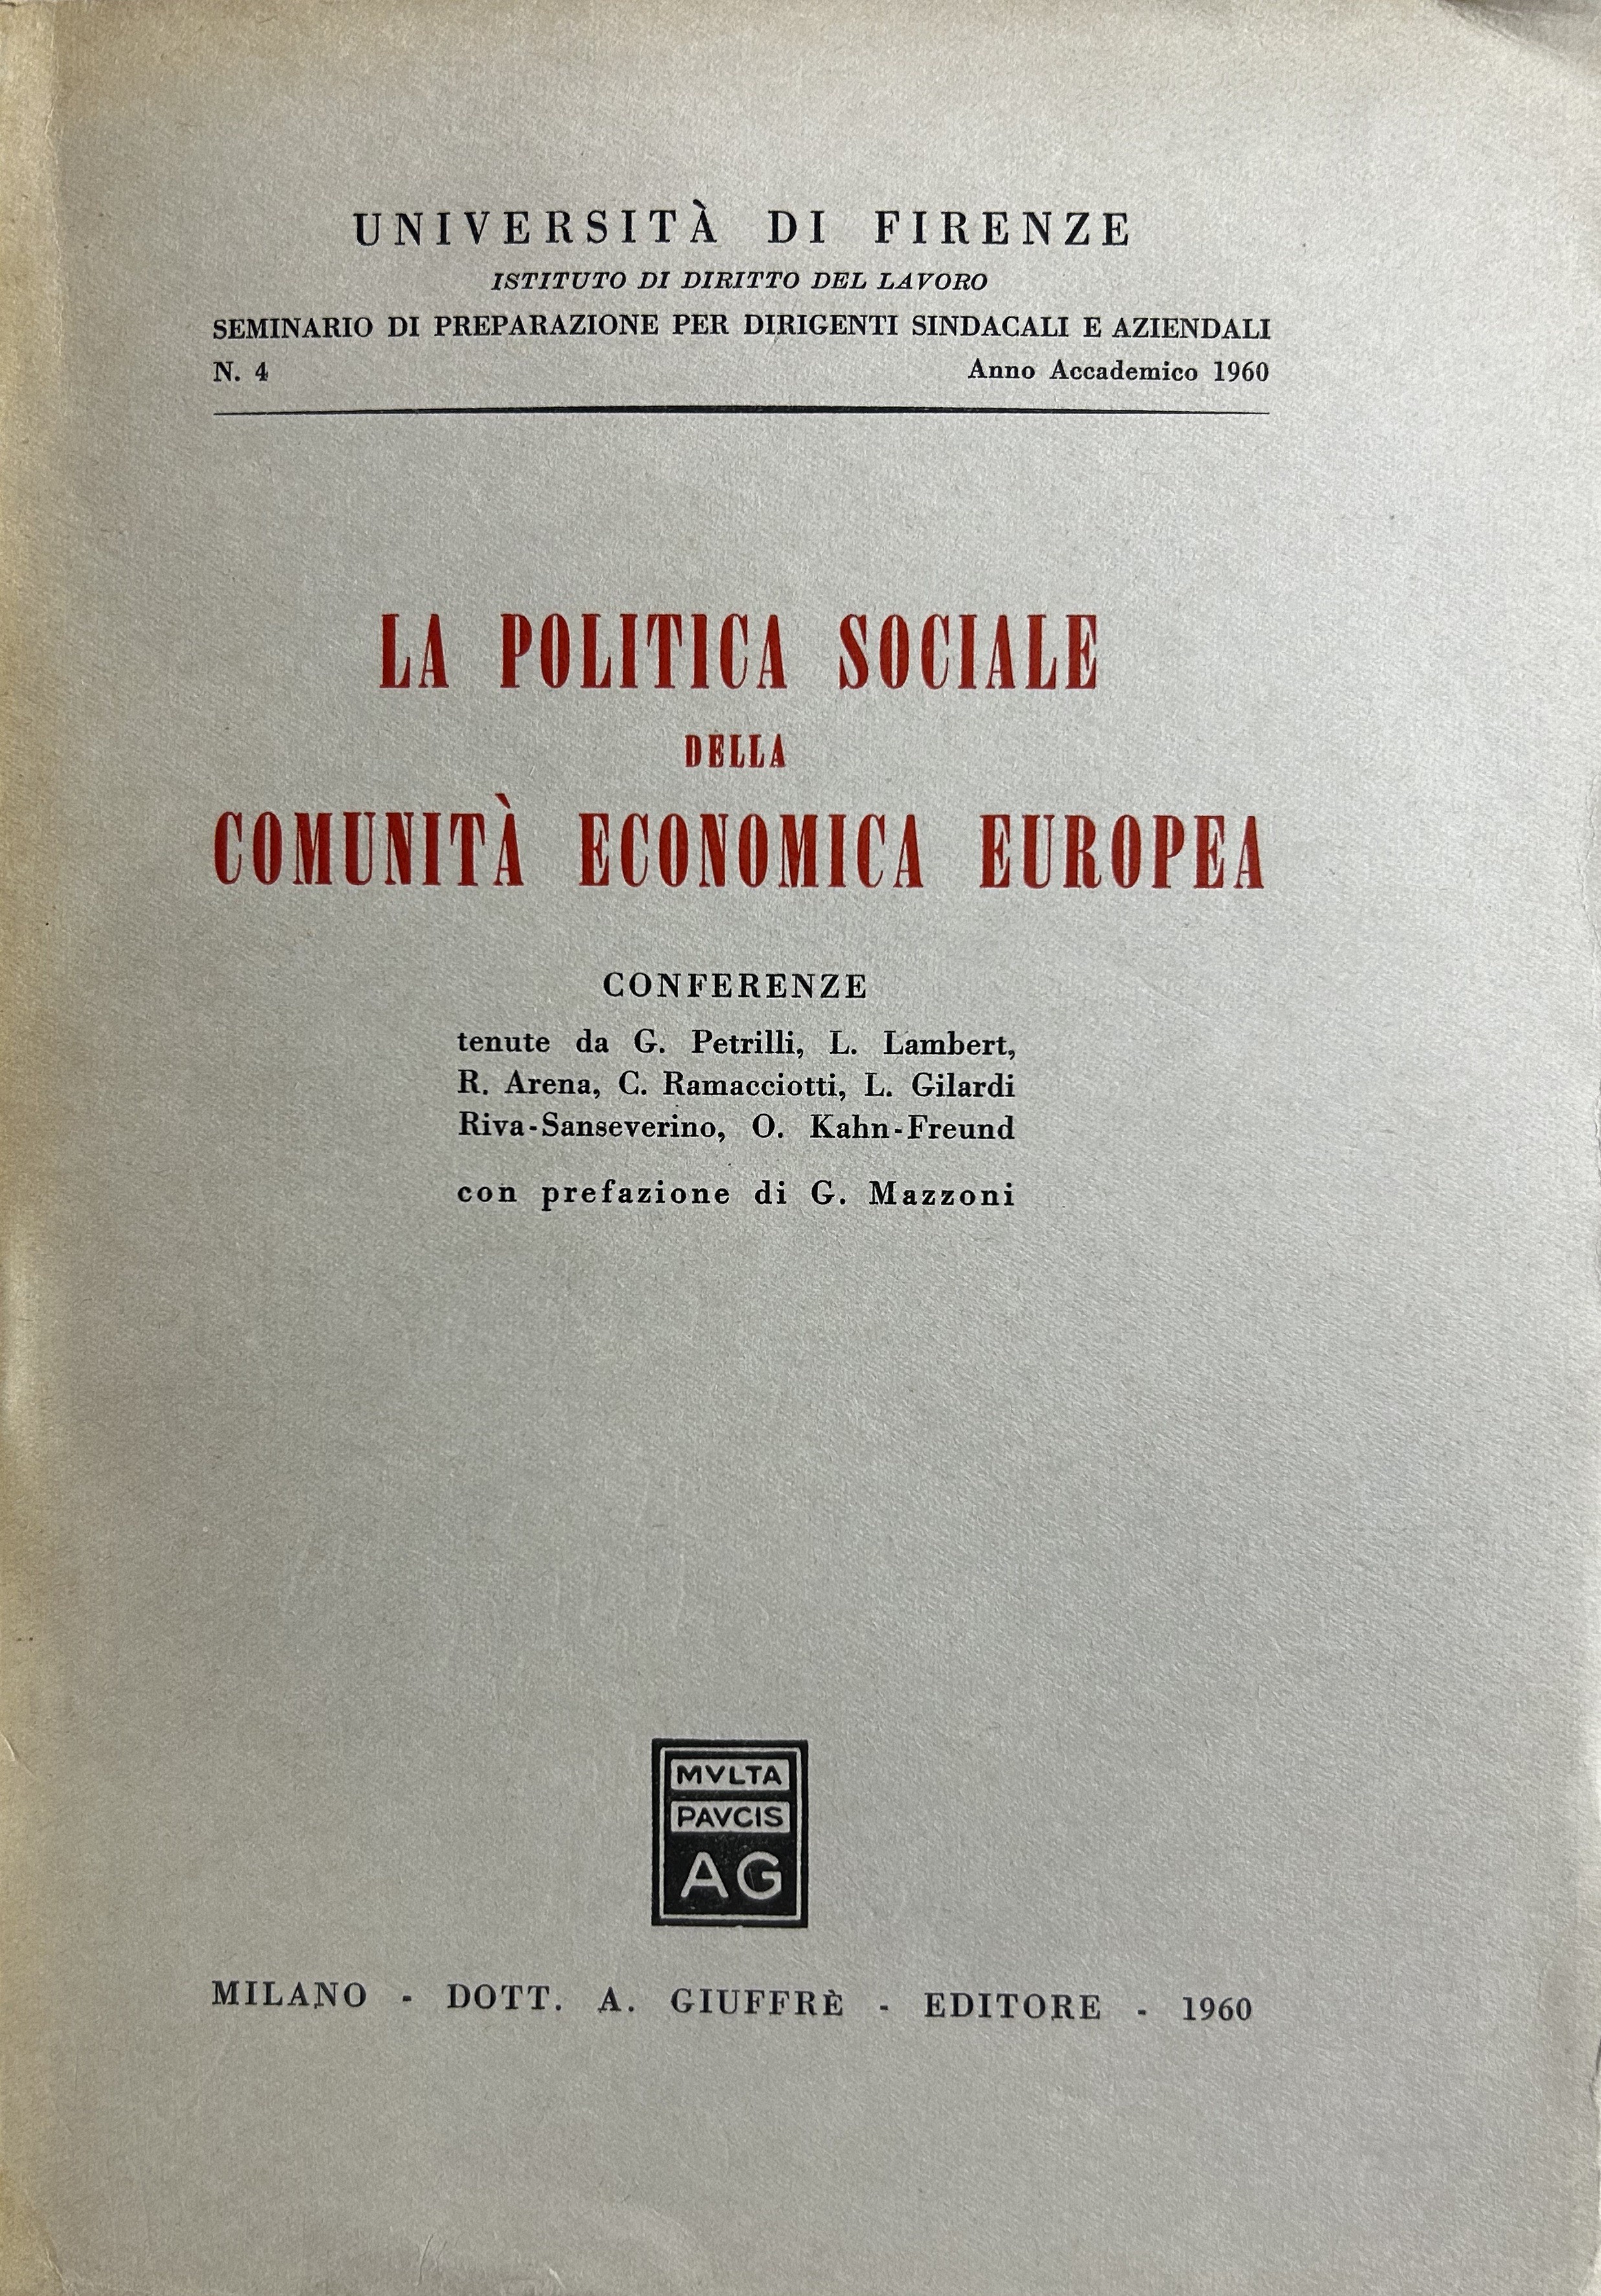 UNIVERSITÀ DI FIRENZE
ISTITUTO DI DIRITTO DEL LAVORO
SEMINARIO DI PREPARAZIONE PER DIRIGENTI SINDACALI E AZIENDALI
N. 4 Anno Accademico 1960
LA POLITICA SOCIALE
DELLA
COMUNITÀ ECONOMICA EUROPEA
CONFERENZE
tenute da G. Petrilli, L. Lambert,
R. Arena, C. Ramacciotti, L. Gilardi
Riva-Sanseverino, O. Kahn-Freund
con prefazione di G. Mazzoni
MVLTA
PAVCIS
AG
MILANO - DOTT. A. GIUFFRÈ - EDITORE - 1960